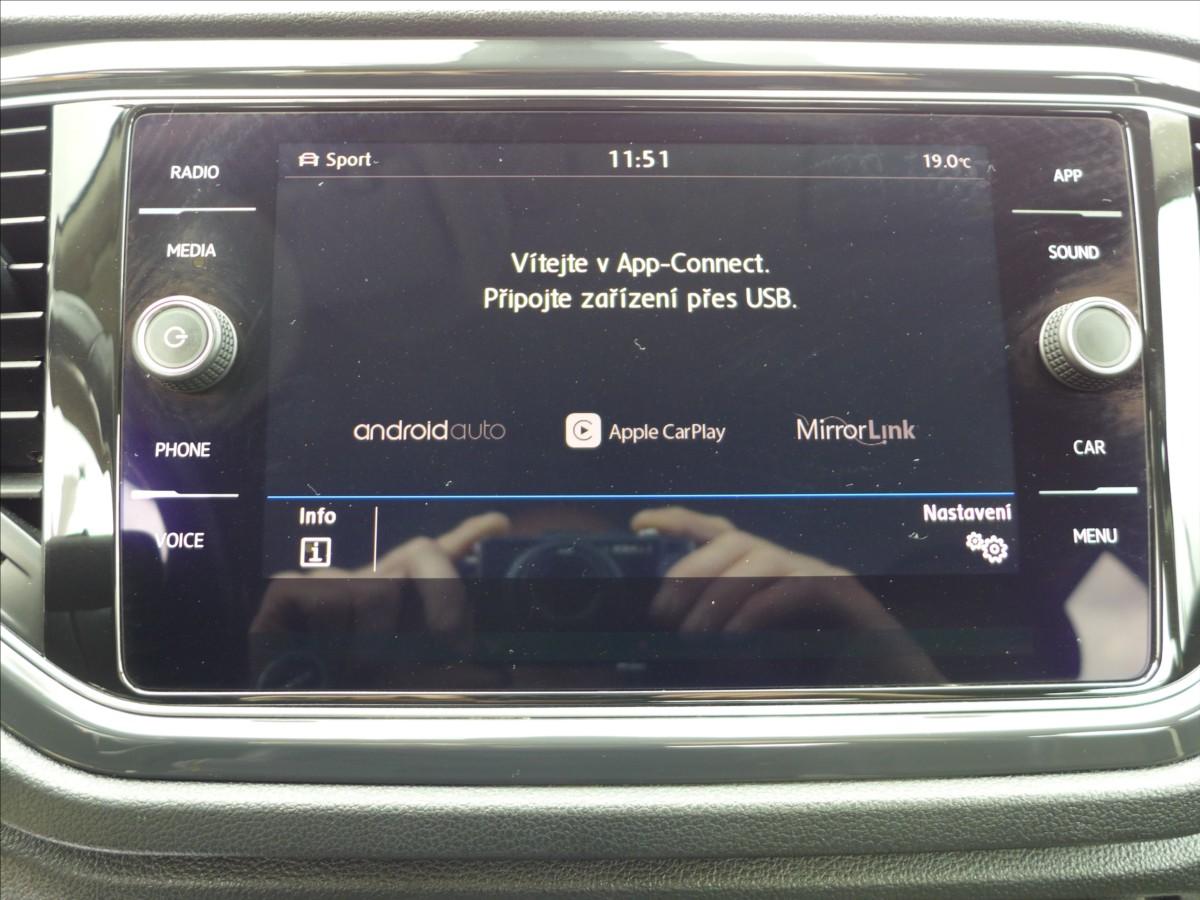 RADIO
MEDIA
PHONE
VOICE
Sport
11:51
19.0°C
Vítejte v App-Connect.
Připojte zařízení přes USB.
androidauto
Apple CarPlay
MirrorLink
Info
i
Nastavení
APP
SOUND
CAR
MENU